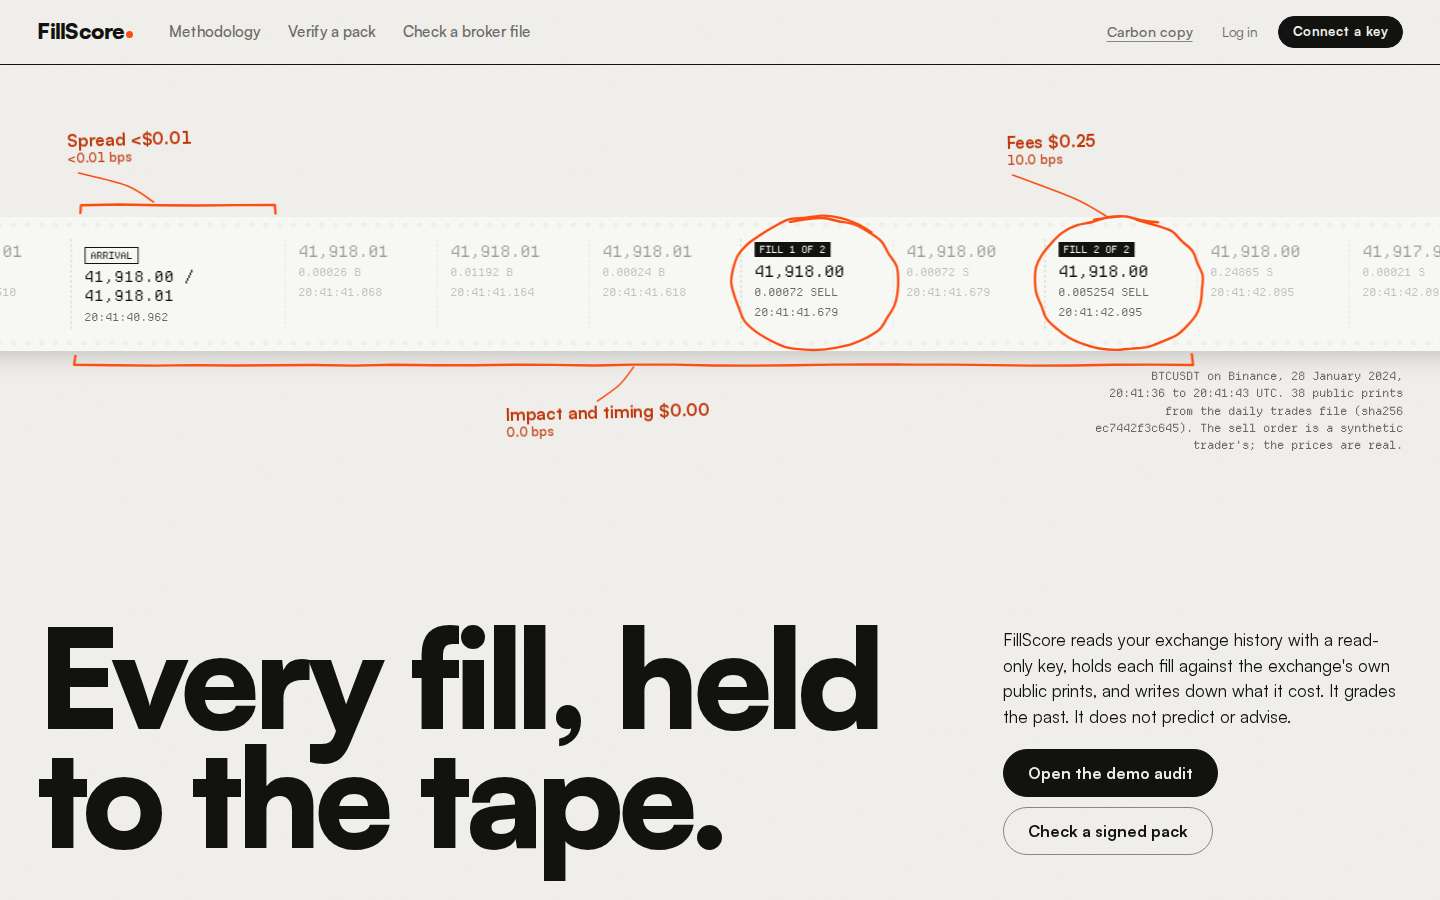 FillScore.
Methodology
Verify a pack
Check a broker file
Carbon copy
Log in
Connect a key
Spread <$0.01
<0.01 bps
Fees $0.25
10.0 bps
01
ARRIVAL
41,918.00 /
41,918.01
20:41:40.962
41,918.01
0.00026 B
20:41:41.068
41,918.01
0.01192 B
20:41:41.164
41,918.01
0.00024 B
20:41:41.618
FILL 1 OF 2
41,918.00
0.00072 SELL
20:41:41.679
41,918.00
0.00072 S
20:41:41.679
FILL 2 OF 2
41,918.00
0.005254 SELL
20:41:42.095
41,918.00
0.24865 S
20:41:42.095
41,917.9
0.00021 S
20:41:42.09
Impact and timing $0.00
0.0 bps
BTCUSDT on Binance, 28 January 2024,
20:41:36 to 20:41:43 UTC. 38 public prints
from the daily trades file (sha256
ec7442f3c645). The sell order is a synthetic
trader's; the prices are real.
Every fill, held
to the tape.
FillScore reads your exchange history with a read-
only key, holds each fill against the exchange's own
public prints, and writes down what it cost. It grades
the past. It does not predict or advise.
Open the demo audit
Check a signed pack